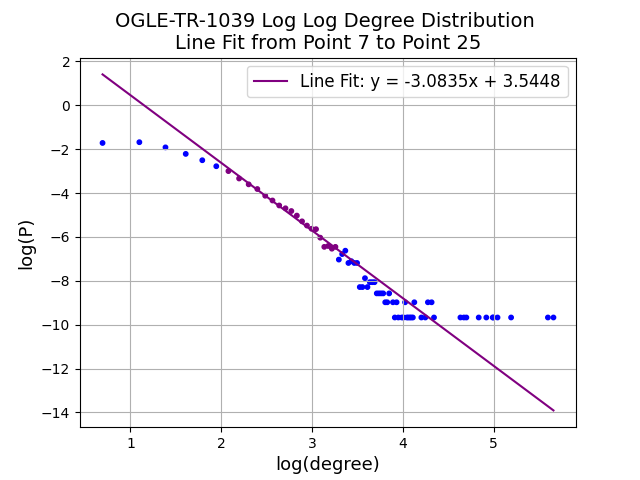 OGLE-TR-1039 Log Log Degree Distribution
Line Fit from Point 7 to Point 25
Line Fit: y = -3.0835x + 3.5448
2
0
−2
−4
−6
−8
−10
−12
−14
log(P)
1
2
3
4
5
log(degree)